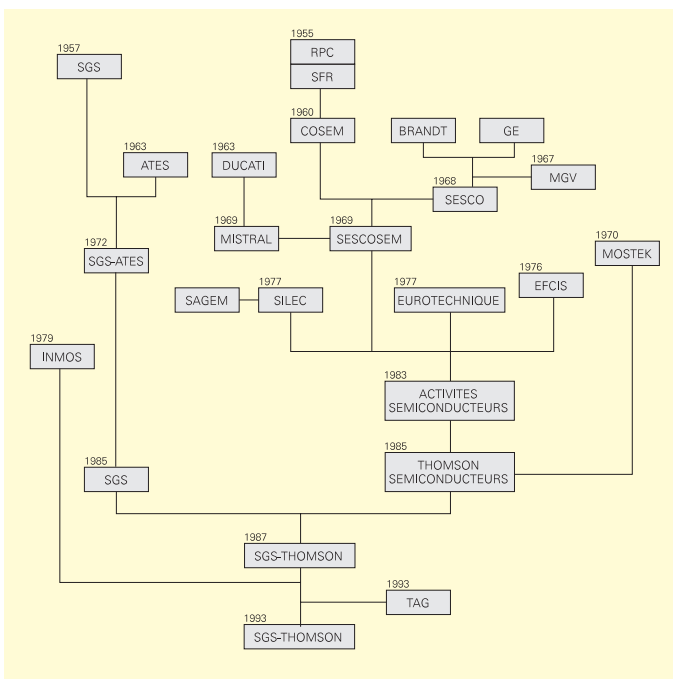 1955
RPC
SFR
1957
SGS
1960
COSEM
BRANDT
GE
1963
ATES
1963
DUCATI
1967
MGV
1968
SESCO
1969
MISTRAL
1969
SESCOSEM
1970
MOSTEK
1972
SGS-ATES
1976
EFCIS
SAGEM
1977
SILEC
1977
EUROTECHNIQUE
1979
INMOS
1983
ACTIVITES
SEMICONDUCTEURS
1985
SGS
1985
THOMSON
SEMICONDUCTEURS
1987
SGS-THOMSON
1993
TAG
1993
SGS-THOMSON